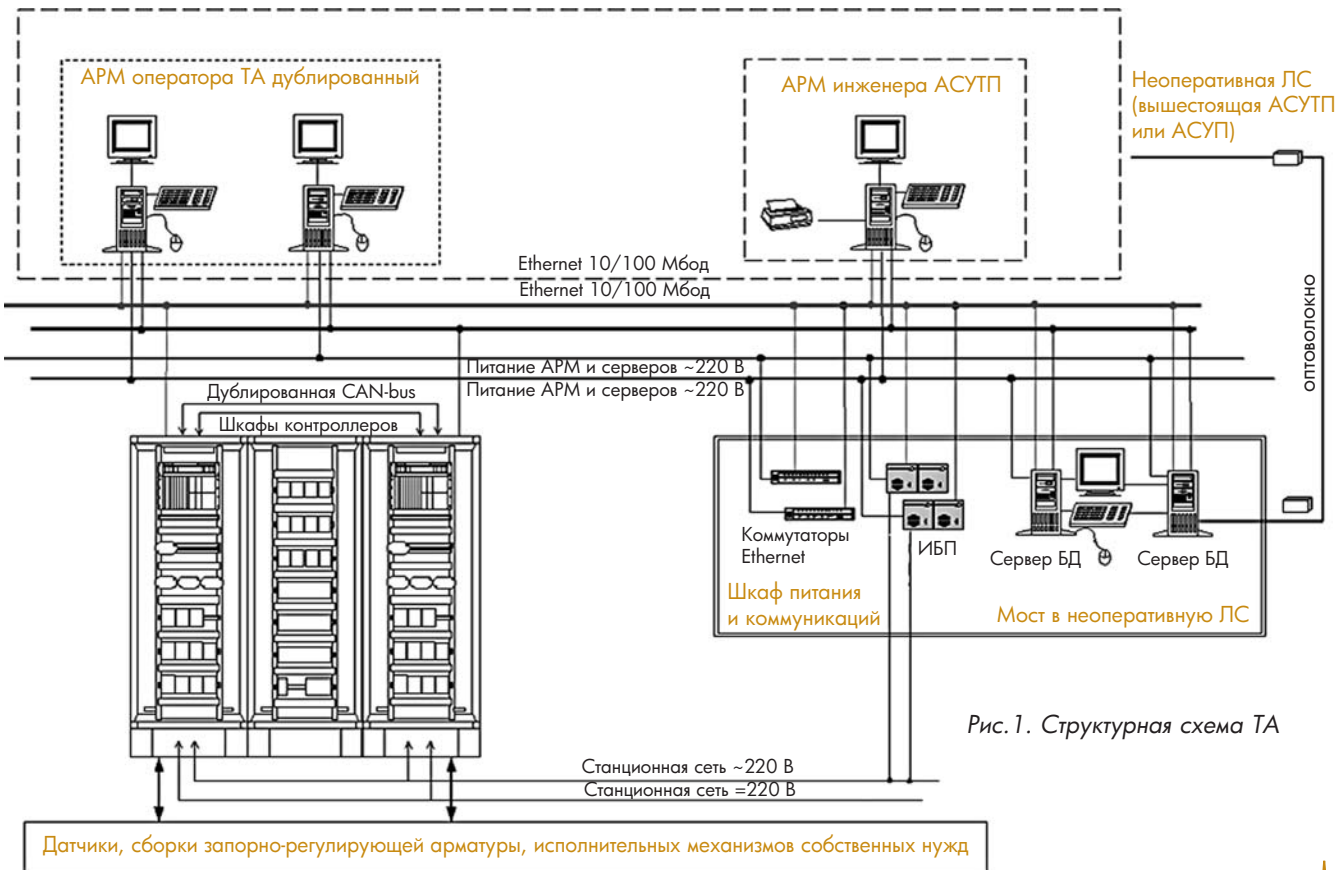 АРМ оператора ТА дублированный
АРМ инженера АСУТП
Неоперативная ЛС
(вышестоящая АСУТП
или АСУП)
Ethernet 10/100 Мбод
Ethernet 10/100 Мбод
оптоволокно
Питание АРМ и серверов ~220 В
Питание АРМ и серверов ~220 В
Дублированная CAN-bus
Шкафы контроллеров
Коммутаторы
Ethernet
ИБП
Сервер БД
Сервер БД
Шкаф питания
и коммуникаций
Мост в неоперативную ЛС
Рис.1. Структурная схема ТА
Станционная сеть ~220 В
Станционная сеть =220 В
Датчики, сборки запорно-регулирующей арматуры, исполнительных механизмов собственных нужд